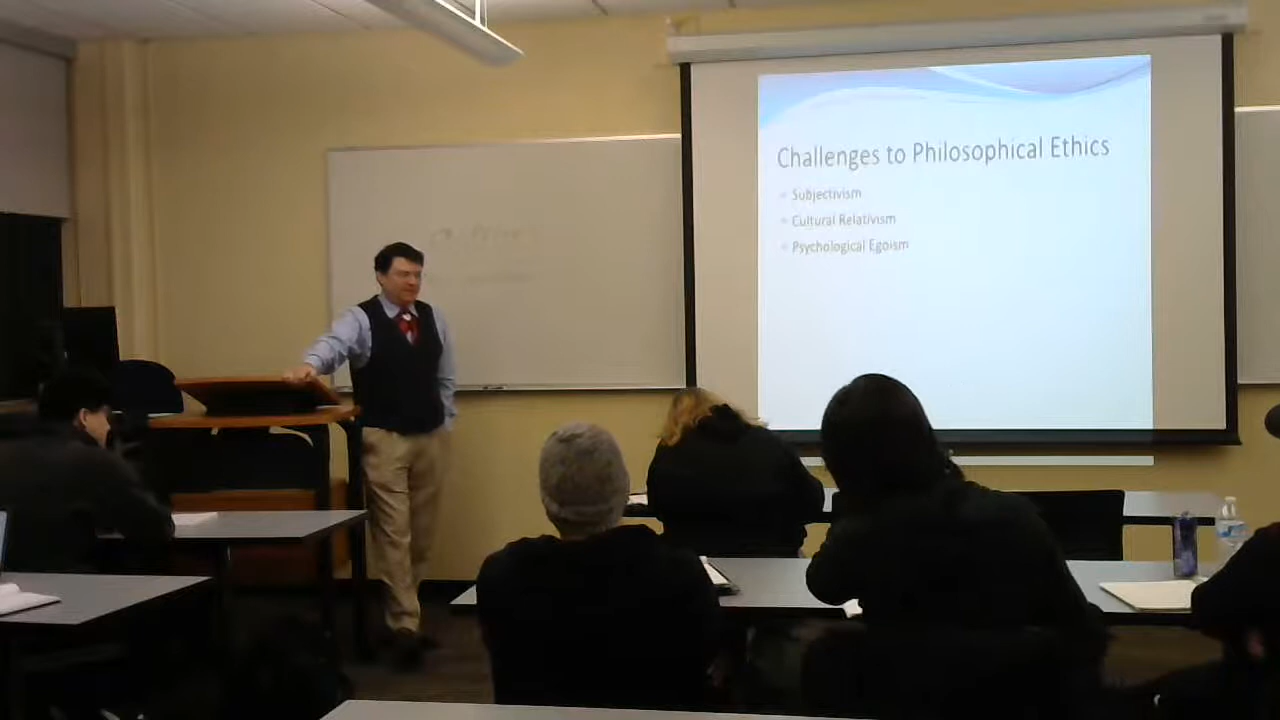 Challenges to Philosophical Ethics
Subjectivism
Cultural Relativism
Psychological Egoism